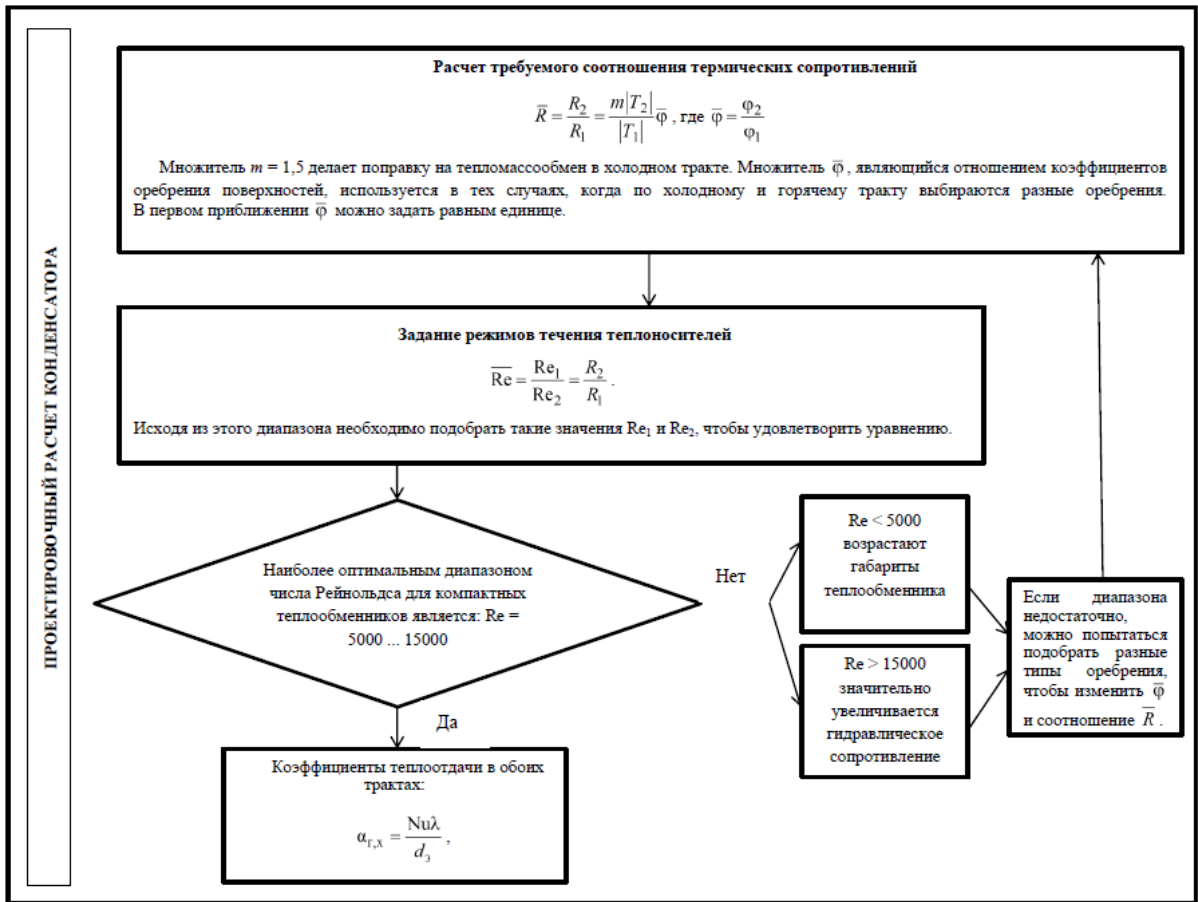 ПРОЕКТИРОВОЧНЫЙ РАСЧЕТ КОНДЕНСАТОРА
Расчет требуемого соотношения термических сопротивлений
R̅ = R₂/R₁ = m|T₂|/|T₁| φ̅ , где φ̅ = φ₂/φ₁
Множитель m = 1,5 делает поправку на тепломассообмен в холодном тракте. Множитель φ̅ , являющийся отношением коэффициентов
оребрения поверхностей, используется в тех случаях, когда по холодному и горячему тракту выбираются разные оребрения.
В первом приближении φ̅ можно задать равным единице.
Задание режимов течения теплоносителей
R̅e̅ = Re₁/Re₂ = R₂/R₁ .
Исходя из этого диапазона необходимо подобрать такие значения Re₁ и Re₂, чтобы удовлетворить уравнению.
Наиболее оптимальным диапазоном
числа Рейнольдса для компактных
теплообменников является: Re =
5000 ... 15000
Нет
Re < 5000
возрастают
габариты
теплообменника
Re > 15000
значительно
увеличивается
гидравлическое
сопротивление
Если диапазона
недостаточно,
можно попытаться
подобрать разные
типы оребрения,
чтобы изменить φ̅
и соотношение R̅ .
Да
Коэффициенты теплоотдачи в обоих
трактах:
α_г,х = Nuλ/d_э ,